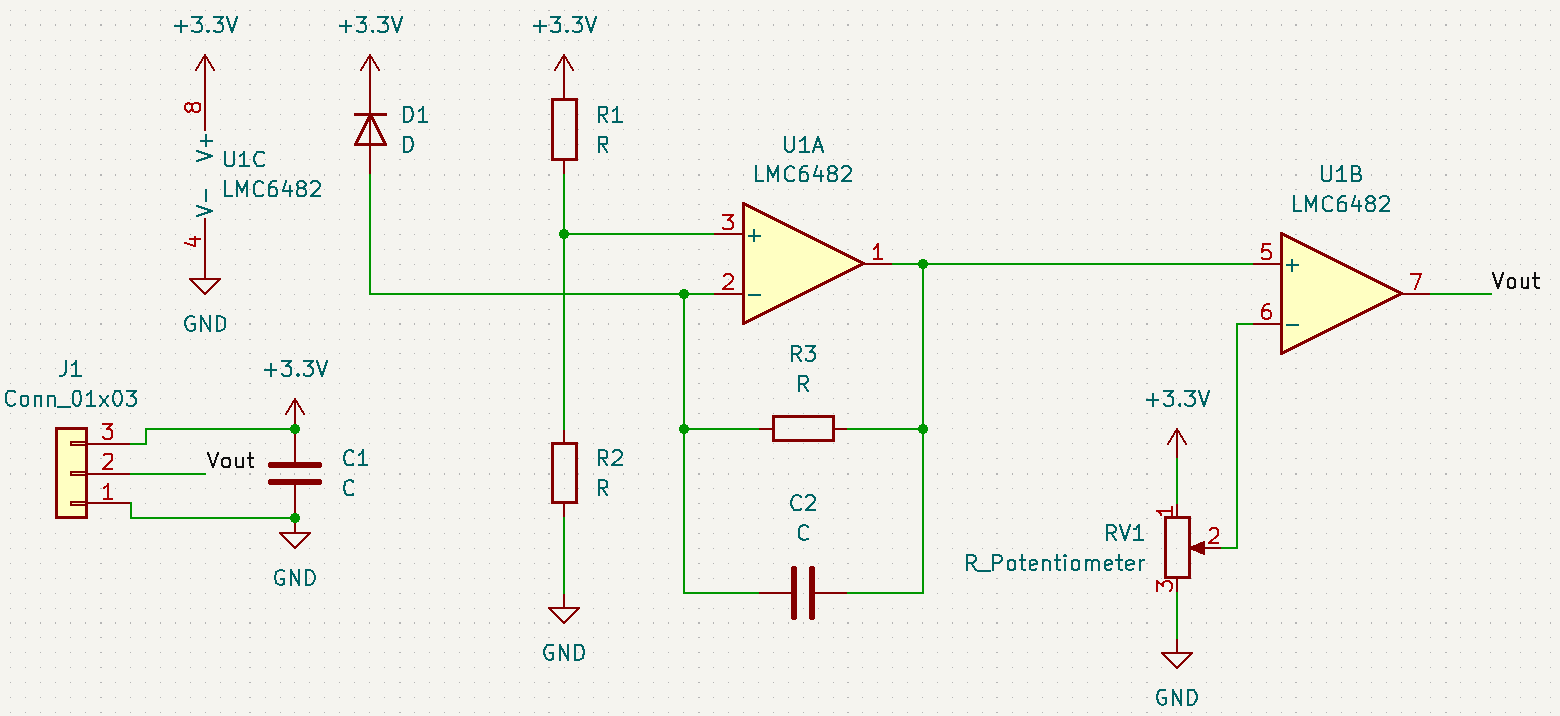 +3.3V
+3.3V
+3.3V
8
V+
U1C
LMC6482
V-
4
GND
D1
D
R1
R
U1A
LMC6482
3
+
1
2
-
U1B
LMC6482
5
+
7
Vout
6
-
R3
R
J1
Conn_01x03
3
2
1
Vout
+3.3V
C1
C
GND
R2
R
GND
C2
C
+3.3V
1
RV1
R_Potentiometer
2
3
GND